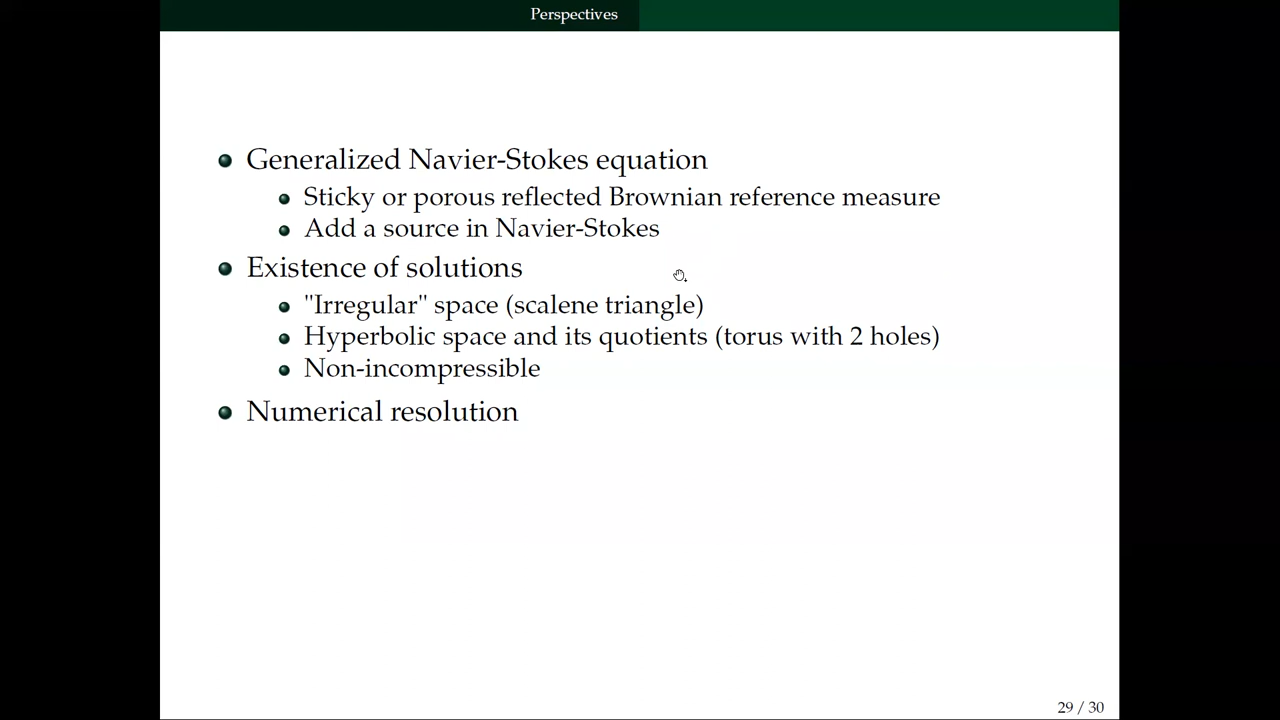 Perspectives
Generalized Navier-Stokes equation
Sticky or porous reflected Brownian reference measure
Add a source in Navier-Stokes
Existence of solutions
"Irregular" space (scalene triangle)
Hyperbolic space and its quotients (torus with 2 holes)
Non-incompressible
Numerical resolution
29 / 30